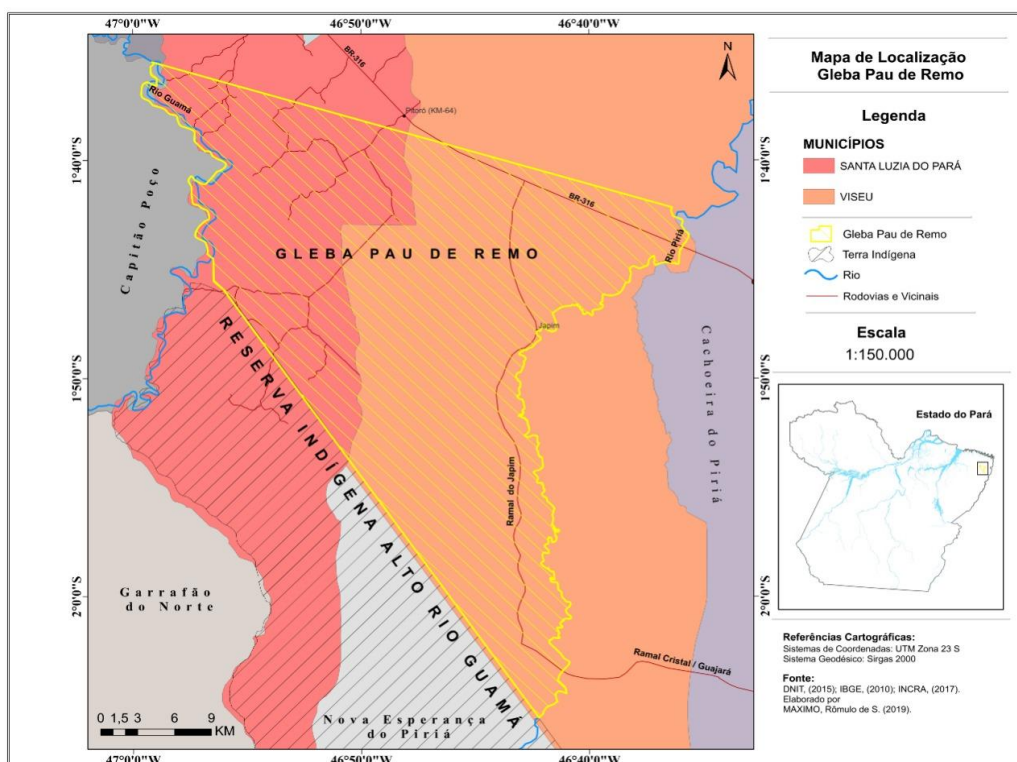 47°0'0"W
46°50'0"W
46°40'0"W
1°40'0"S
1°50'0"S
2°0'0"S
1°40'0"S
1°50'0"S
2°0'0"S
47°0'0"W
46°50'0"W
46°40'0"W
BR-316
N
Rio Guamá
Pitoró (KM-64)
Capitão Poço
BR-316
Rio Piriá
GLEBA PAU DE REMO
Japim
Cachoeira do Piriá
RESERVA INDÍGENA ALTO RIO GUAMÁ
Ramal do Japim
Garrafão
do Norte
Ramal Cristal / Guajará
Nova Esperança
do Piriá
0 1,5 3 6 9
KM
Mapa de Localização
Gleba Pau de Remo
Legenda
MUNICÍPIOS
SANTA LUZIA DO PARÁ
VISEU
Gleba Pau de Remo
Terra Indígena
Rio
Rodovias e Vicinais
Escala
1:150.000
Estado do Pará
Referências Cartográficas:
Sistemas de Coordenadas: UTM Zona 23 S
Sistema Geodésico: Sirgas 2000
Fonte:
DNIT, (2015); IBGE, (2010); INCRA, (2017).
Elaborado por
MAXIMO, Rômulo de S. (2019).